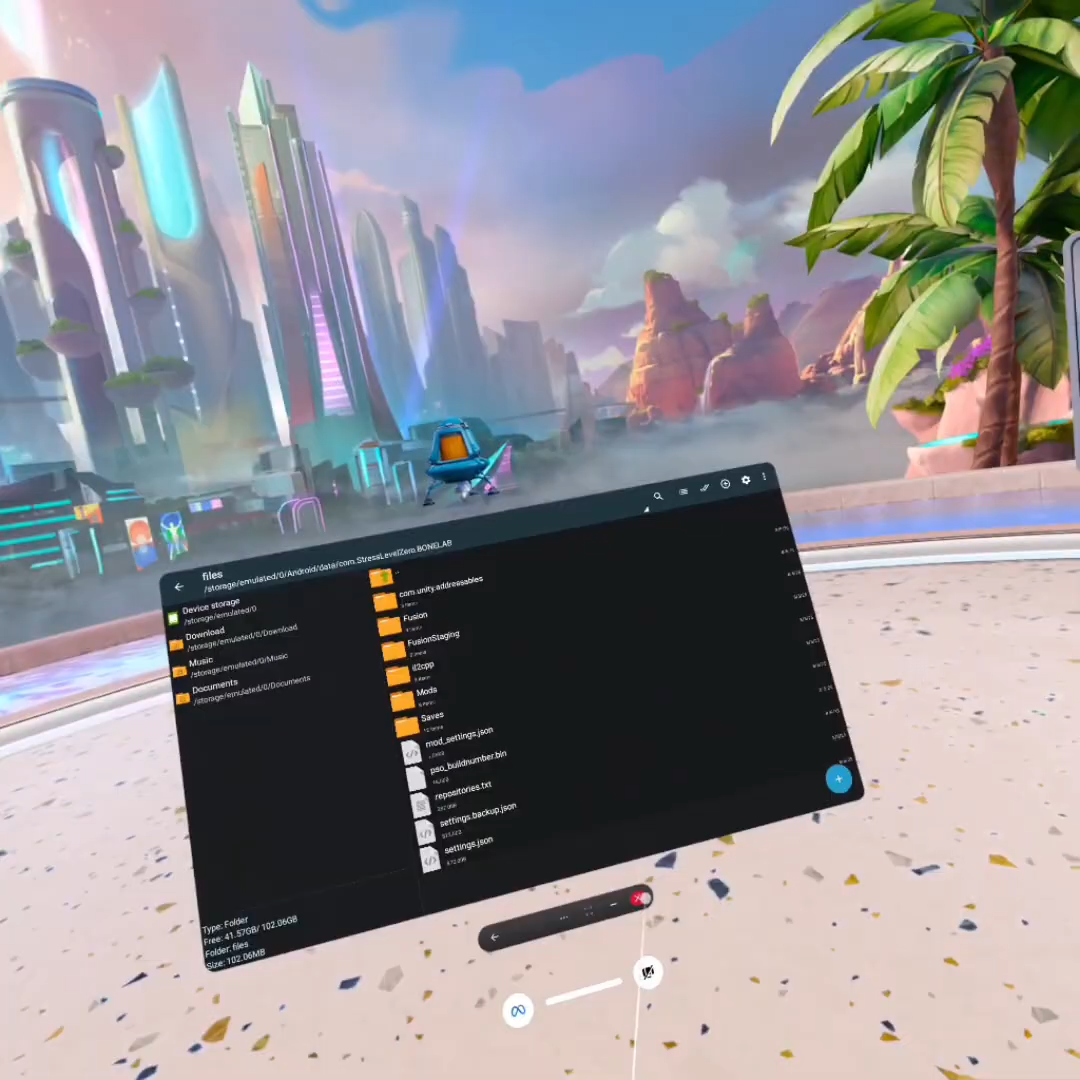 files
/storage/emulated/0/Android/data/com.StressLevelZero.BONELAB
Device storage
/storage/emulated/0
Download
/storage/emulated/0/Download
Music
/storage/emulated/0/Music
Documents
/storage/emulated/0/Documents
..
com.unity.addressables
Fusion
FusionStaging
il2cpp
Mods
Saves
mod_settings.json
pso_buildnumber.bin
repositories.txt
settings.backup.json
settings.json
Type: Folder
Free: 41.57GB/ 102.06GB
Folder: files
Size: 102.06MB